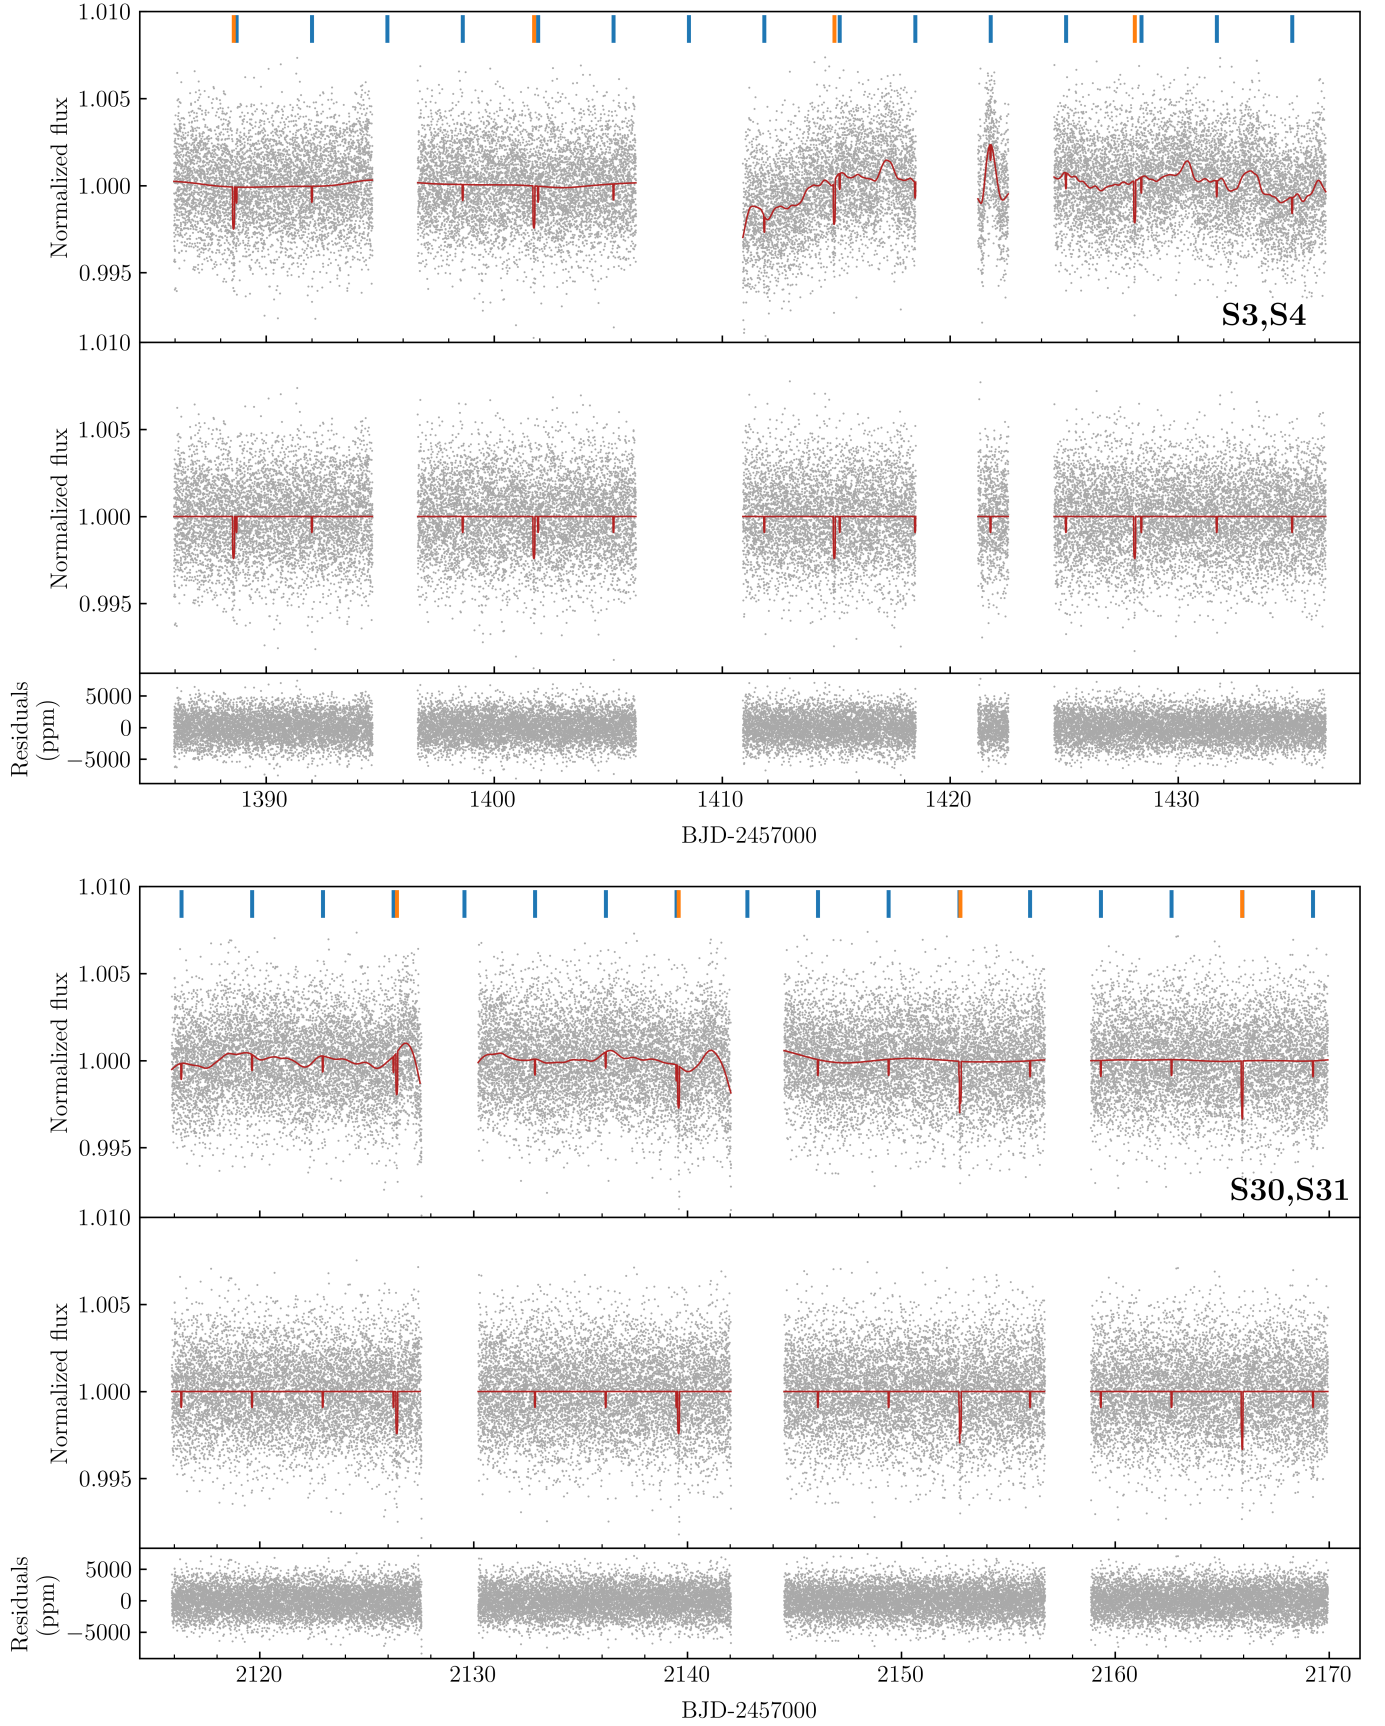 1.010
1.005
1.000
0.995
Normalized flux
S3,S4
1.010
1.005
1.000
0.995
Normalized flux
5000
0
−5000
Residuals
(ppm)
1390
1400
1410
1420
1430
BJD-2457000
1.010
1.005
1.000
0.995
Normalized flux
S30,S31
1.010
1.005
1.000
0.995
Normalized flux
5000
0
−5000
Residuals
(ppm)
2120
2130
2140
2150
2160
2170
BJD-2457000